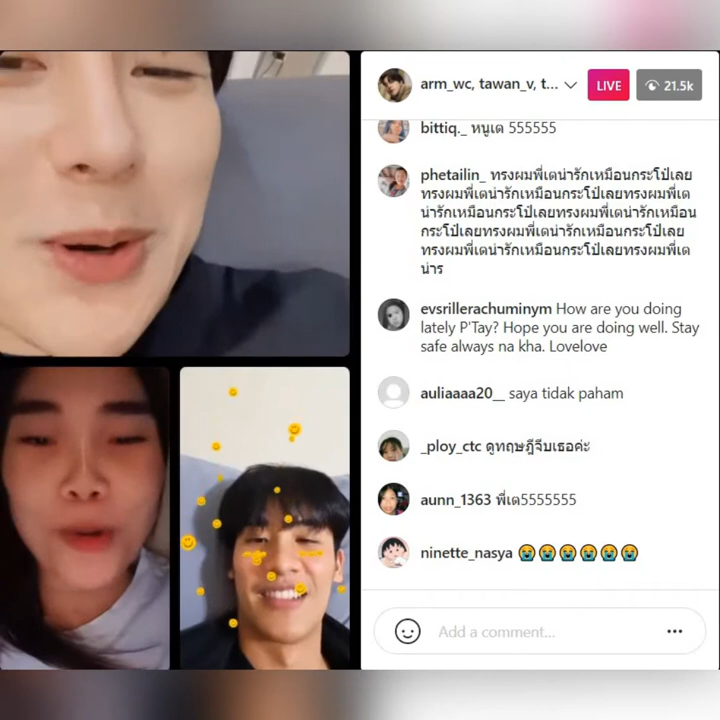 arm_wc, tawan_v, t...
LIVE
21.5k
bittiq._ หนูเต 555555
phetailin_ ทรงผมพี่เตน่ารักเหมือนกระโปเลย
ทรงผมพี่เตน่ารักเหมือนกระโปเลยทรงผมพี่เต
น่ารักเหมือนกระโปเลยทรงผมพี่เตน่ารักเหมือน
กระโปเลยทรงผมพี่เตน่ารักเหมือนกระโปเลย
ทรงผมพี่เตน่ารักเหมือนกระโปเลยทรงผมพี่เต
น่าร
evsrillerachuminym How are you doing
lately P'Tay? Hope you are doing well. Stay
safe always na kha. Lovelove
auliaaaa20__ saya tidak paham
_ploy_ctc ดูทฤษฎีจีบเธอค่ะ
aunn_1363 พี่เต5555555
ninette_nasya 😭😭😭😭😭😭
Add a comment...